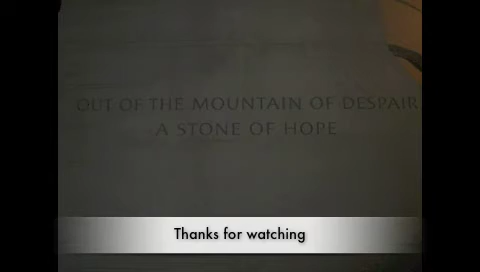 OUT OF THE MOUNTAIN OF DESPAIR
A STONE OF HOPE
Thanks for watching